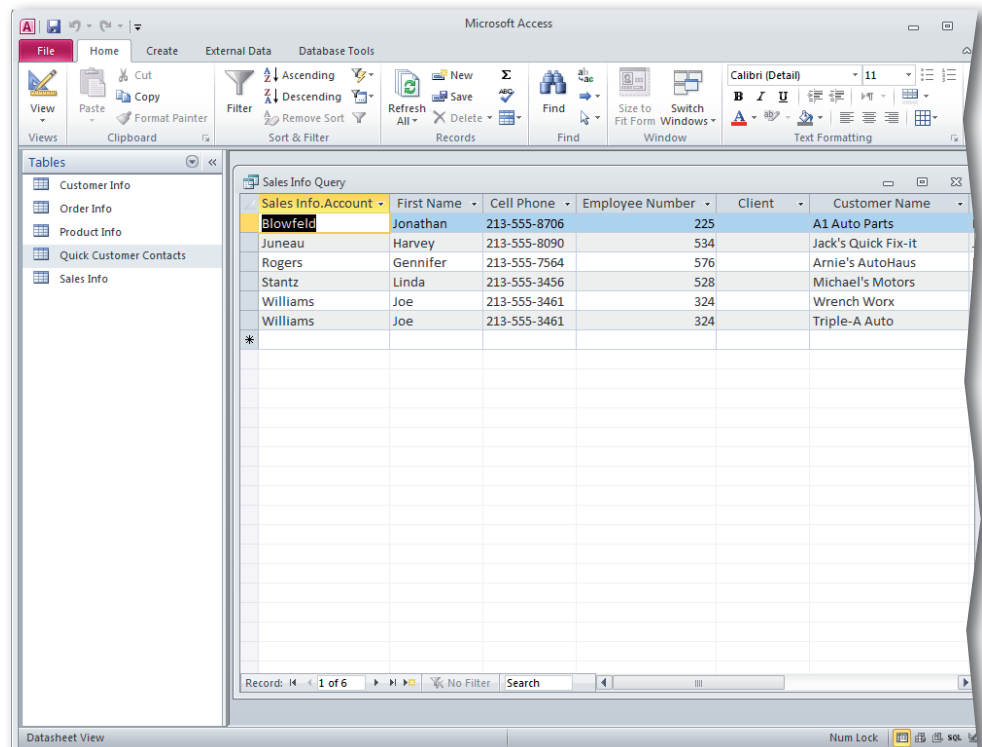 Microsoft Access
File Home Create External Data Database Tools
View
Paste
Cut
Copy
Format Painter
Filter
Ascending
Descending
Remove Sort
Refresh All
New
Save
Delete
Σ
ABC
Find
Size to Fit Form
Switch Windows
Calibri (Detail) 11
B I U
A
Views Clipboard Sort & Filter Records Find Window Text Formatting
Tables
Customer Info
Order Info
Product Info
Quick Customer Contacts
Sales Info
Sales Info Query
Sales Info.Account First Name Cell Phone Employee Number Client Customer Name
Blowfeld Jonathan 213-555-8706 225 A1 Auto Parts
Juneau Harvey 213-555-8090 534 Jack's Quick Fix-it
Rogers Gennifer 213-555-7564 576 Arnie's AutoHaus
Stantz Linda 213-555-3456 528 Michael's Motors
Williams Joe 213-555-3461 324 Wrench Worx
Williams Joe 213-555-3461 324 Triple-A Auto
Record: 1 of 6 No Filter Search
Datasheet View Num Lock SQL